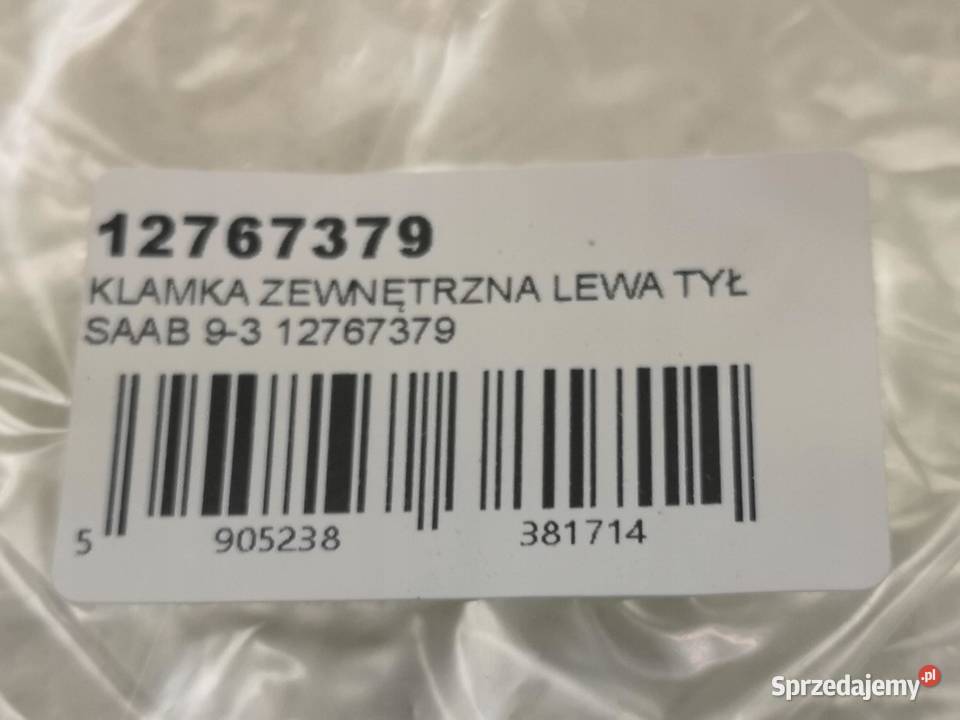 12767379
KLAMKA ZEWNĘTRZNA LEWA TYŁ
SAAB 9-3 12767379
5 905238 381714
Sprzedajemy.pl